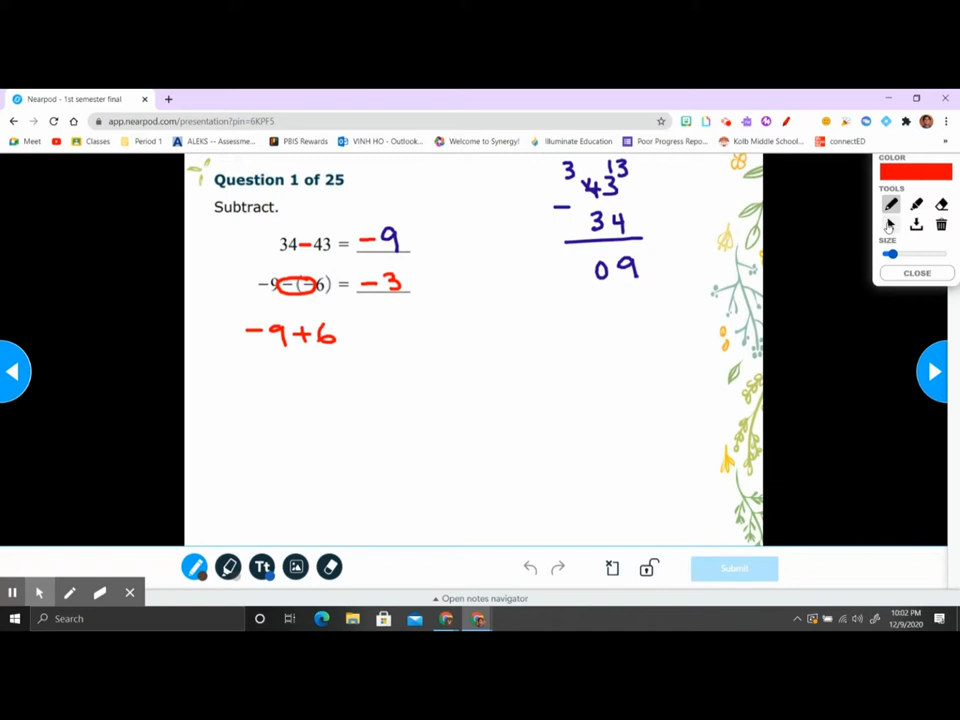 Nearpod - 1st semester final
app.nearpod.com/presentation?pin=6KPF5
Meet Classes Period 1 ALEKS -- Assessme... PBIS Rewards VINH HO - Outlook... Welcome to Synergy! Illuminate Education Poor Progress Repo... Kolb Middle School... connectED
Question 1 of 25
Subtract.
34-43 = -9
-9-(-6) = -3
-9+6
3 13
43
- 34
09
COLOR
TOOLS
SIZE
CLOSE
Tt
Submit
Open notes navigator
Search
10:02 PM
12/9/2020